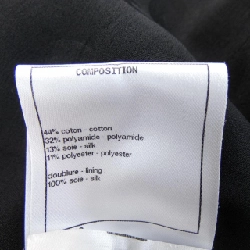 COMPOSITION
44% coton - cotton
32% polyamide - polyamide
13% soie - silk
11% polyester - polyester
doublure - lining
100% soie - silk